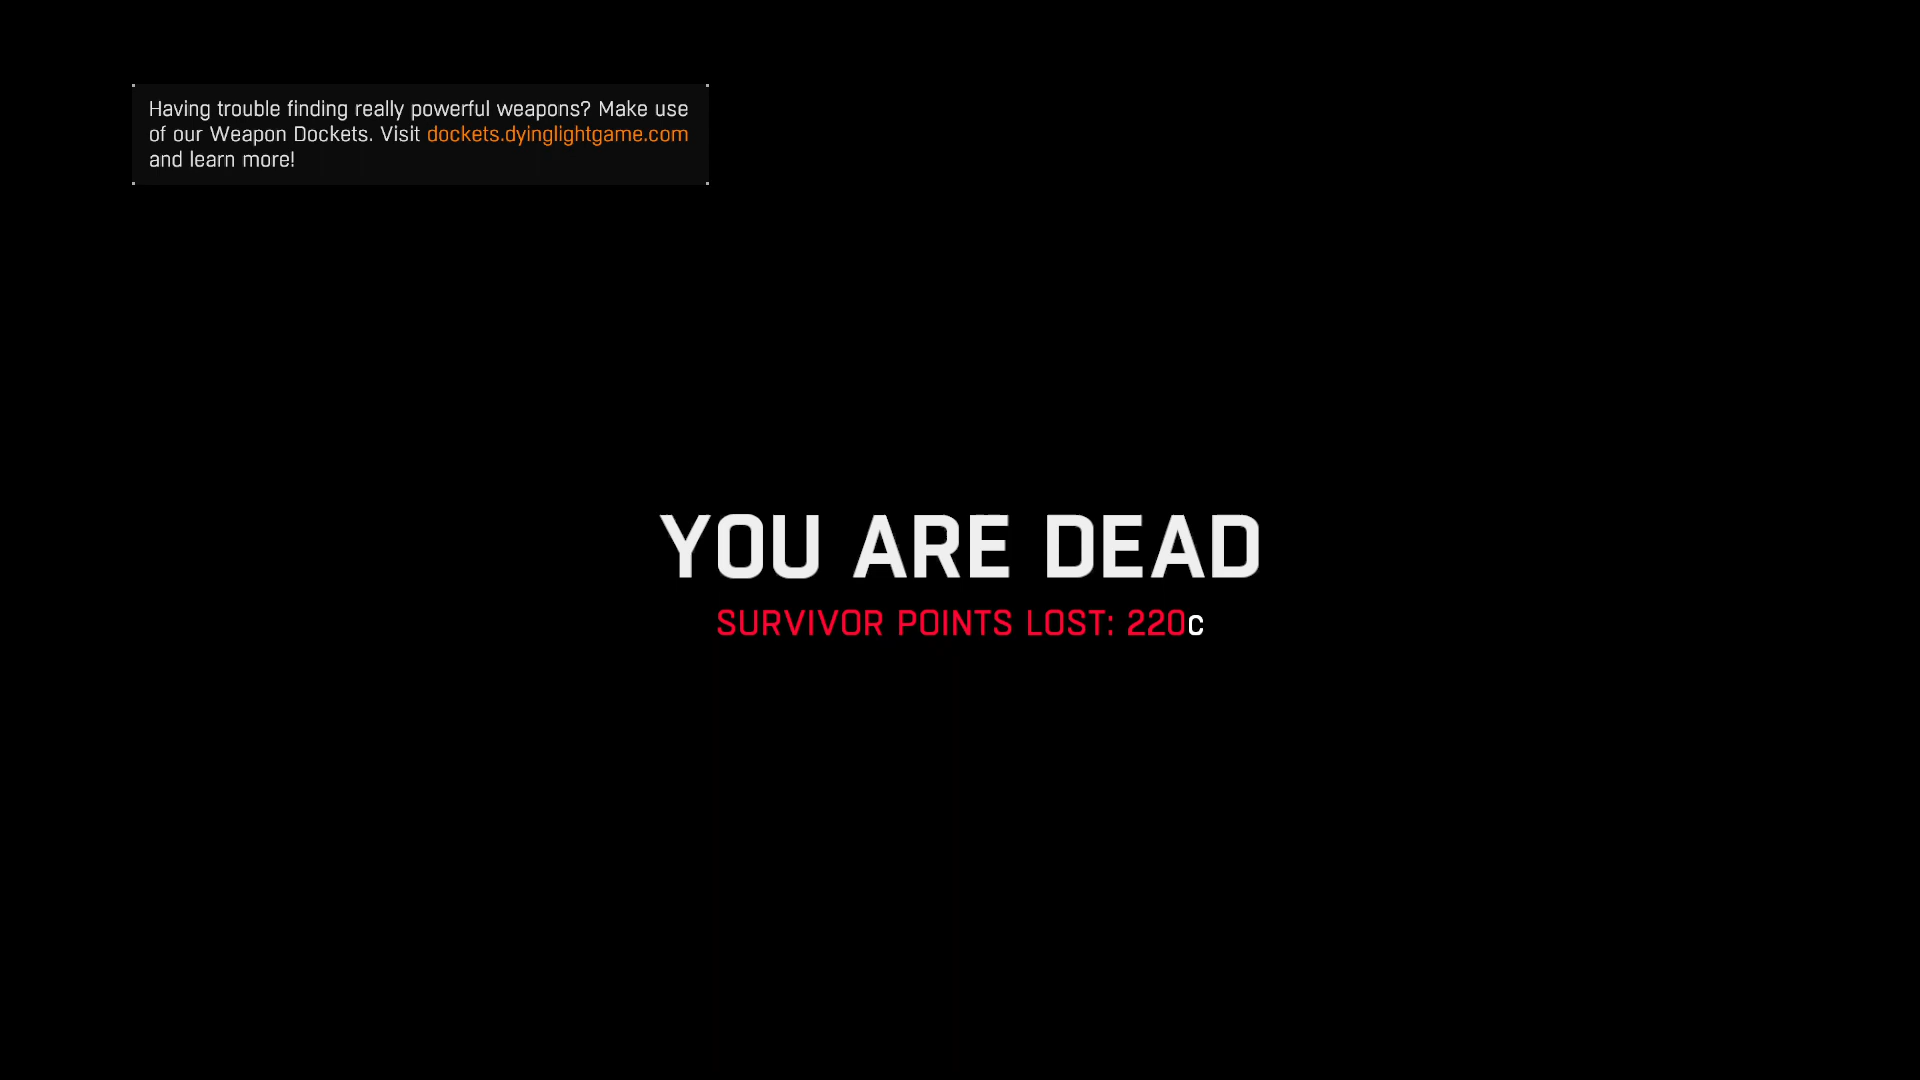 Having trouble finding really powerful weapons? Make use
of our Weapon Dockets. Visit dockets.dyinglightgame.com
and learn more!
YOU ARE DEAD
SURVIVOR POINTS LOST: 220c